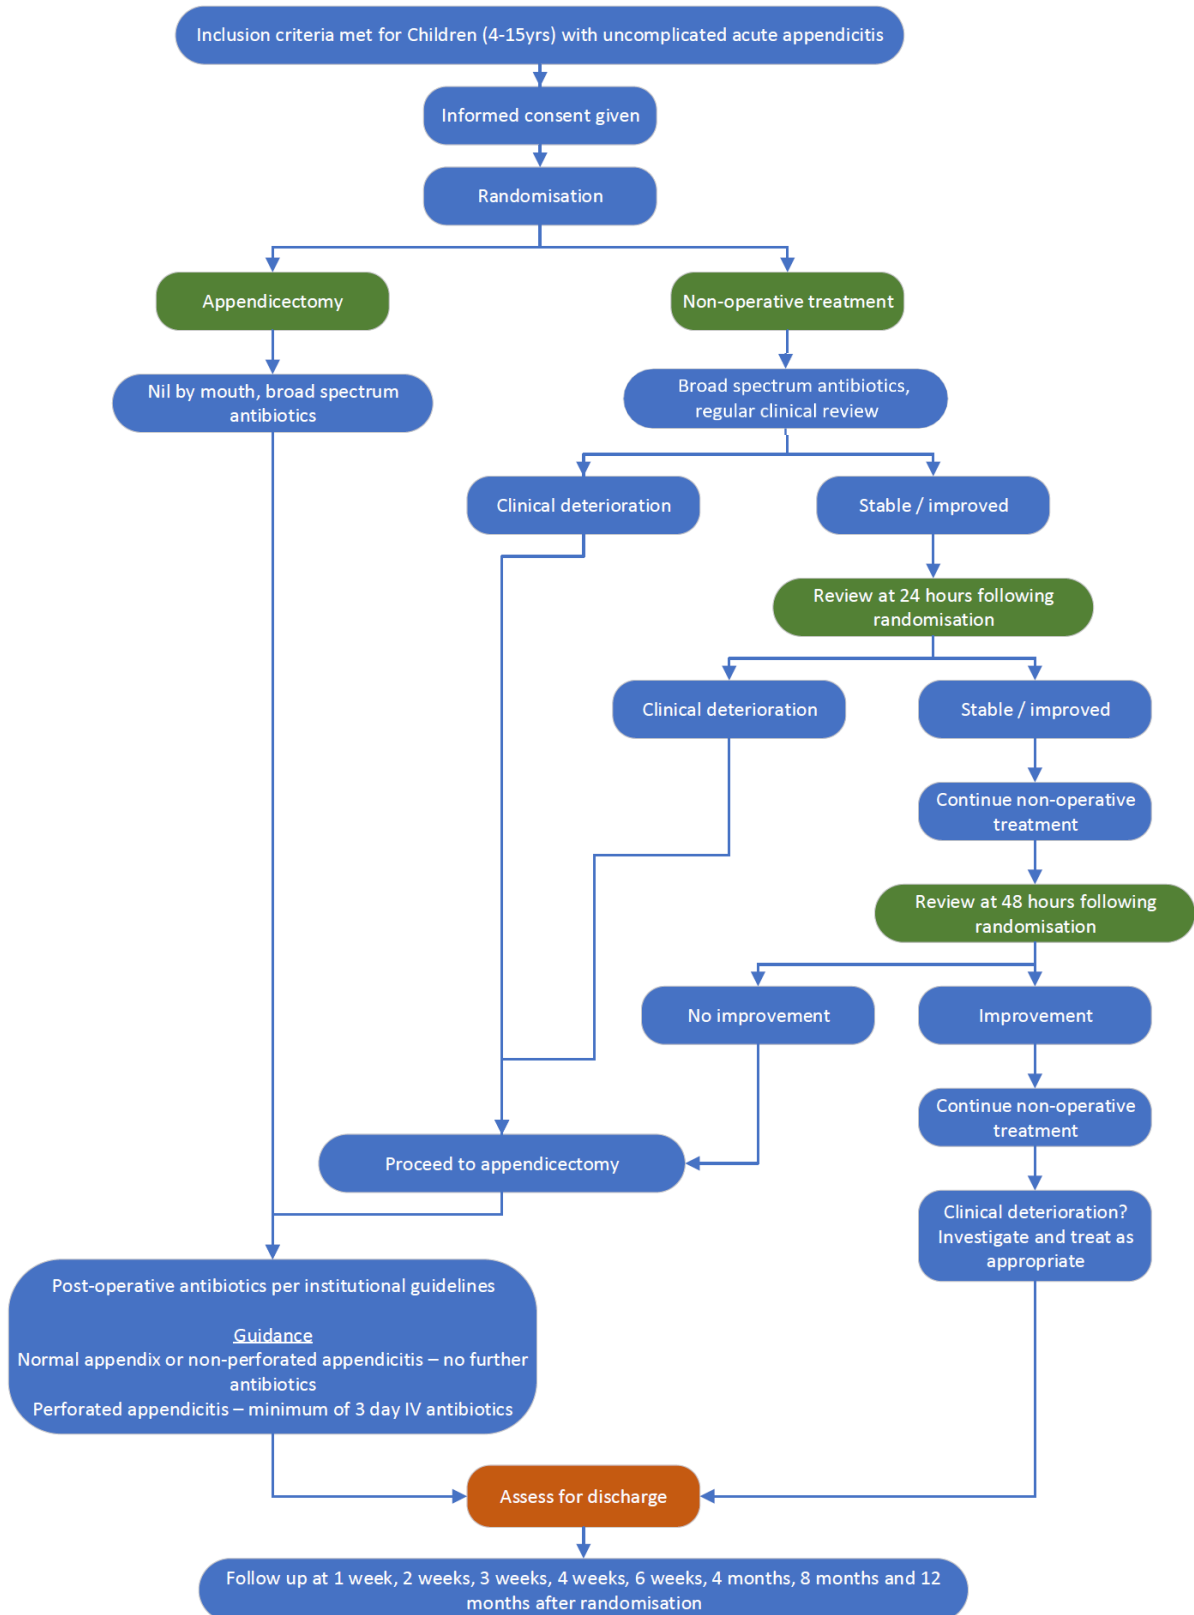 Inclusion criteria met for Children (4-15yrs) with uncomplicated acute appendicitis
Informed consent given
Randomisation
Appendicectomy
Non-operative treatment
Nil by mouth, broad spectrum
antibiotics
Broad spectrum antibiotics,
regular clinical review
Clinical deterioration
Stable / improved
Review at 24 hours following
randomisation
Clinical deterioration
Stable / improved
Continue non-operative
treatment
Review at 48 hours following
randomisation
No improvement
Improvement
Continue non-operative
treatment
Proceed to appendicectomy
Clinical deterioration?
Investigate and treat as
appropriate
Post-operative antibiotics per institutional guidelines
Guidance
Normal appendix or non-perforated appendicitis – no further
antibiotics
Perforated appendicitis – minimum of 3 day IV antibiotics
Assess for discharge
Follow up at 1 week, 2 weeks, 3 weeks, 4 weeks, 6 weeks, 4 months, 8 months and 12
months after randomisation